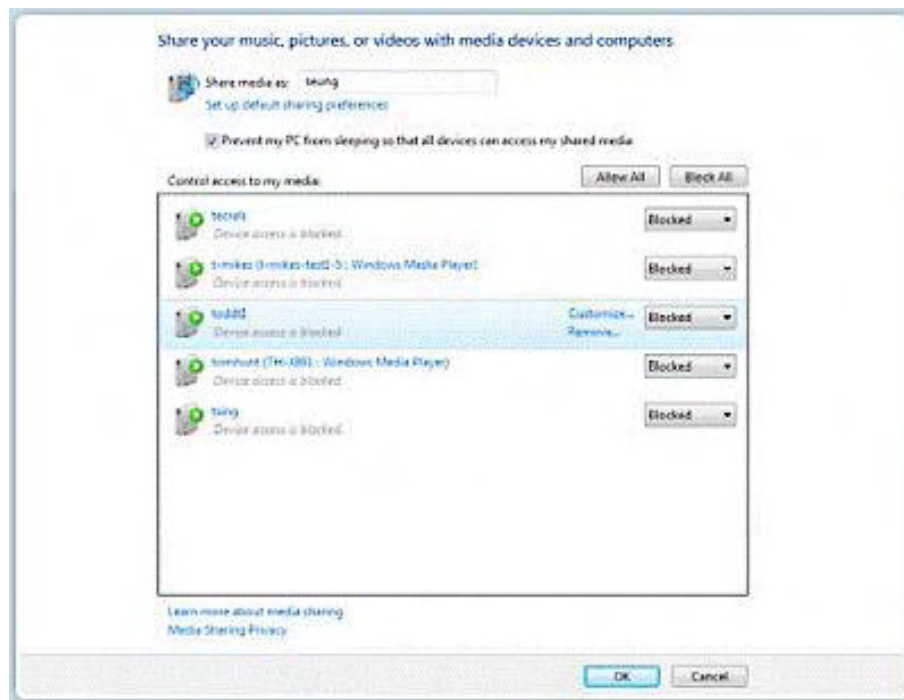 Share your music, pictures, or videos with media devices and computers
Share media as:
Set up default sharing preferences
Prevent my PC from sleeping so that all devices can access my shared media
Control access to my media:
Allow All
Block All
Blocked
Device access is blocked.
(t-mikes-test1-5 : Windows Media Player)
Blocked
Device access is blocked.
Customize...
Blocked
Device access is blocked.
Remove...
tomhunt Windows Media Player)
Blocked
Device access is blocked.
Blocked
Device access is blocked.
Learn more about media sharing
Media Sharing Privacy
OK
Cancel